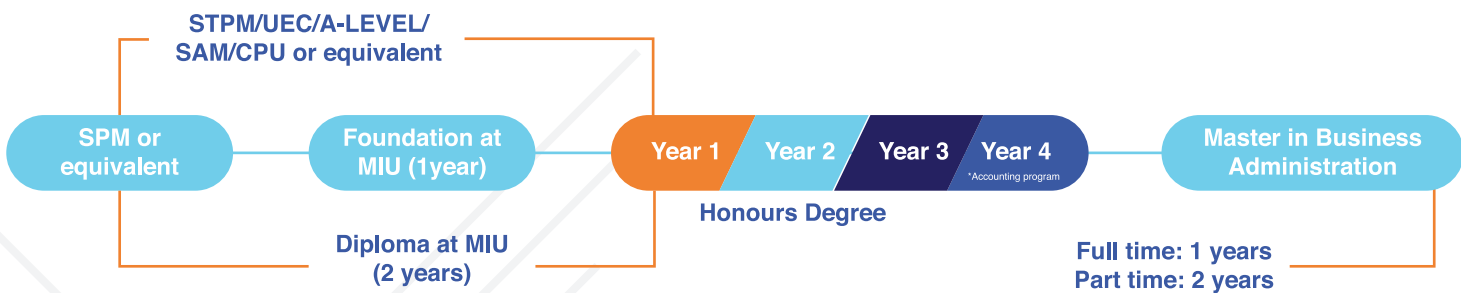 STPM/UEC/A-LEVEL/
SAM/CPU or equivalent
SPM or
equivalent
Foundation at
MIU (1year)
Year 1
Year 2
Year 3
Year 4
*Accounting program
Master in Business
Administration
Honours Degree
Diploma at MIU
(2 years)
Full time: 1 years
Part time: 2 years